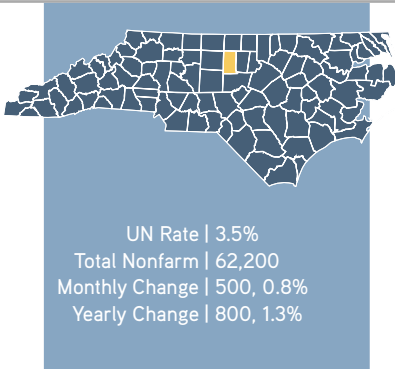 UN Rate | 3.5%
Total Nonfarm | 62,200
Monthly Change | 500, 0.8%
Yearly Change | 800, 1.3%